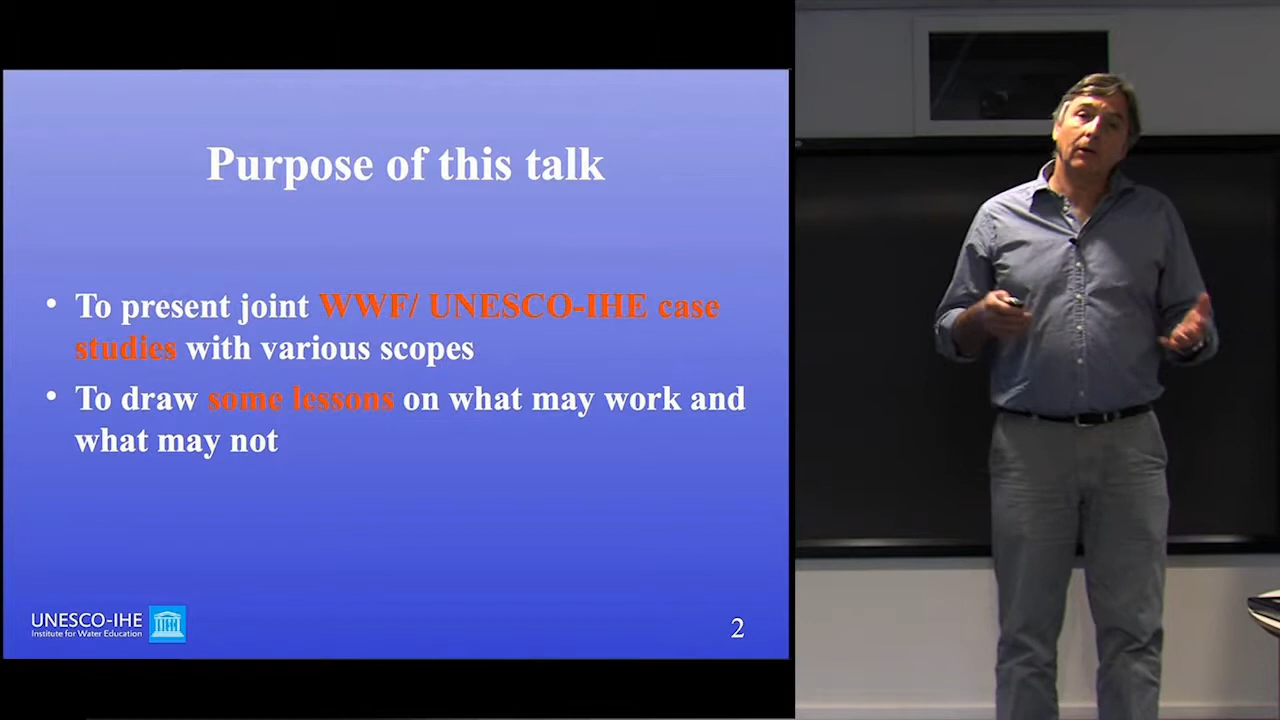 Purpose of this talk
• To present joint WWF/ UNESCO-IHE case
studies with various scopes
• To draw some lessons on what may work and
what may not
UNESCO-IHE
Institute for Water Education
2